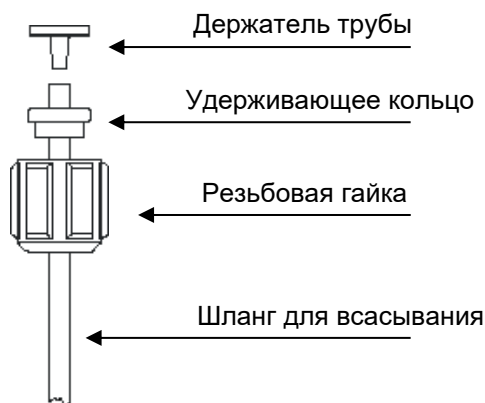 Держатель трубы
Удерживающее кольцо
Резьбовая гайка
Шланг для всасывания